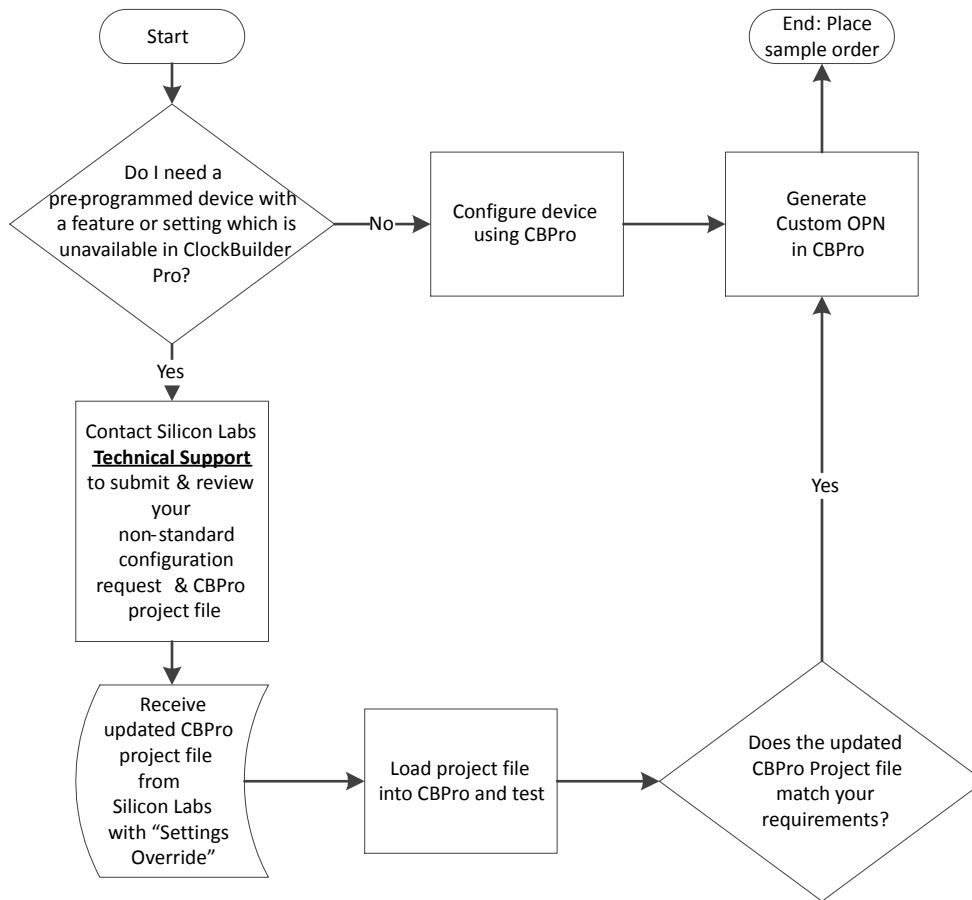 Start
Do I need a
pre-programmed device with
a feature or setting which is
unavailable in ClockBuilder
Pro?
No
Configure device
using CBPro
Generate
Custom OPN
in CBPro
End: Place
sample order
Yes
Contact Silicon Labs
Technical Support
to submit & review
your
non-standard
configuration
request & CBPro
project file
Receive
updated CBPro
project file
from
Silicon Labs
with “Settings
Override”
Load project file
into CBPro and test
Does the updated
CBPro Project file
match your
requirements?
Yes